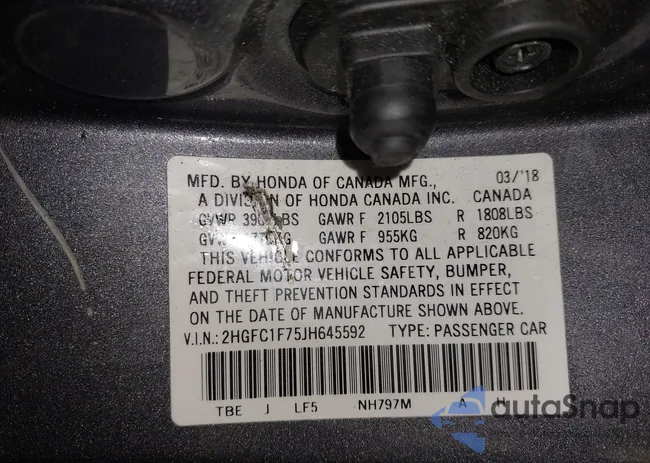 MFD. BY HONDA OF CANADA MFG., 03/'18
A DIVISION OF HONDA CANADA INC. CANADA
GVWR GAWR F 2105LBS R 1808LBS
GAWR F 955KG R 820KG
THIS VEHICLE CONFORMS TO ALL APPLICABLE
FEDERAL MOTOR VEHICLE SAFETY, BUMPER,
AND THEFT PREVENTION STANDARDS IN EFFECT
ON THE DATE OF MANUFACTURE SHOWN ABOVE.
V.I.N.: 2HGFC1F75JH645592 TYPE: PASSENGER CAR
TBE J LF5 NH797M A H
autoSnap